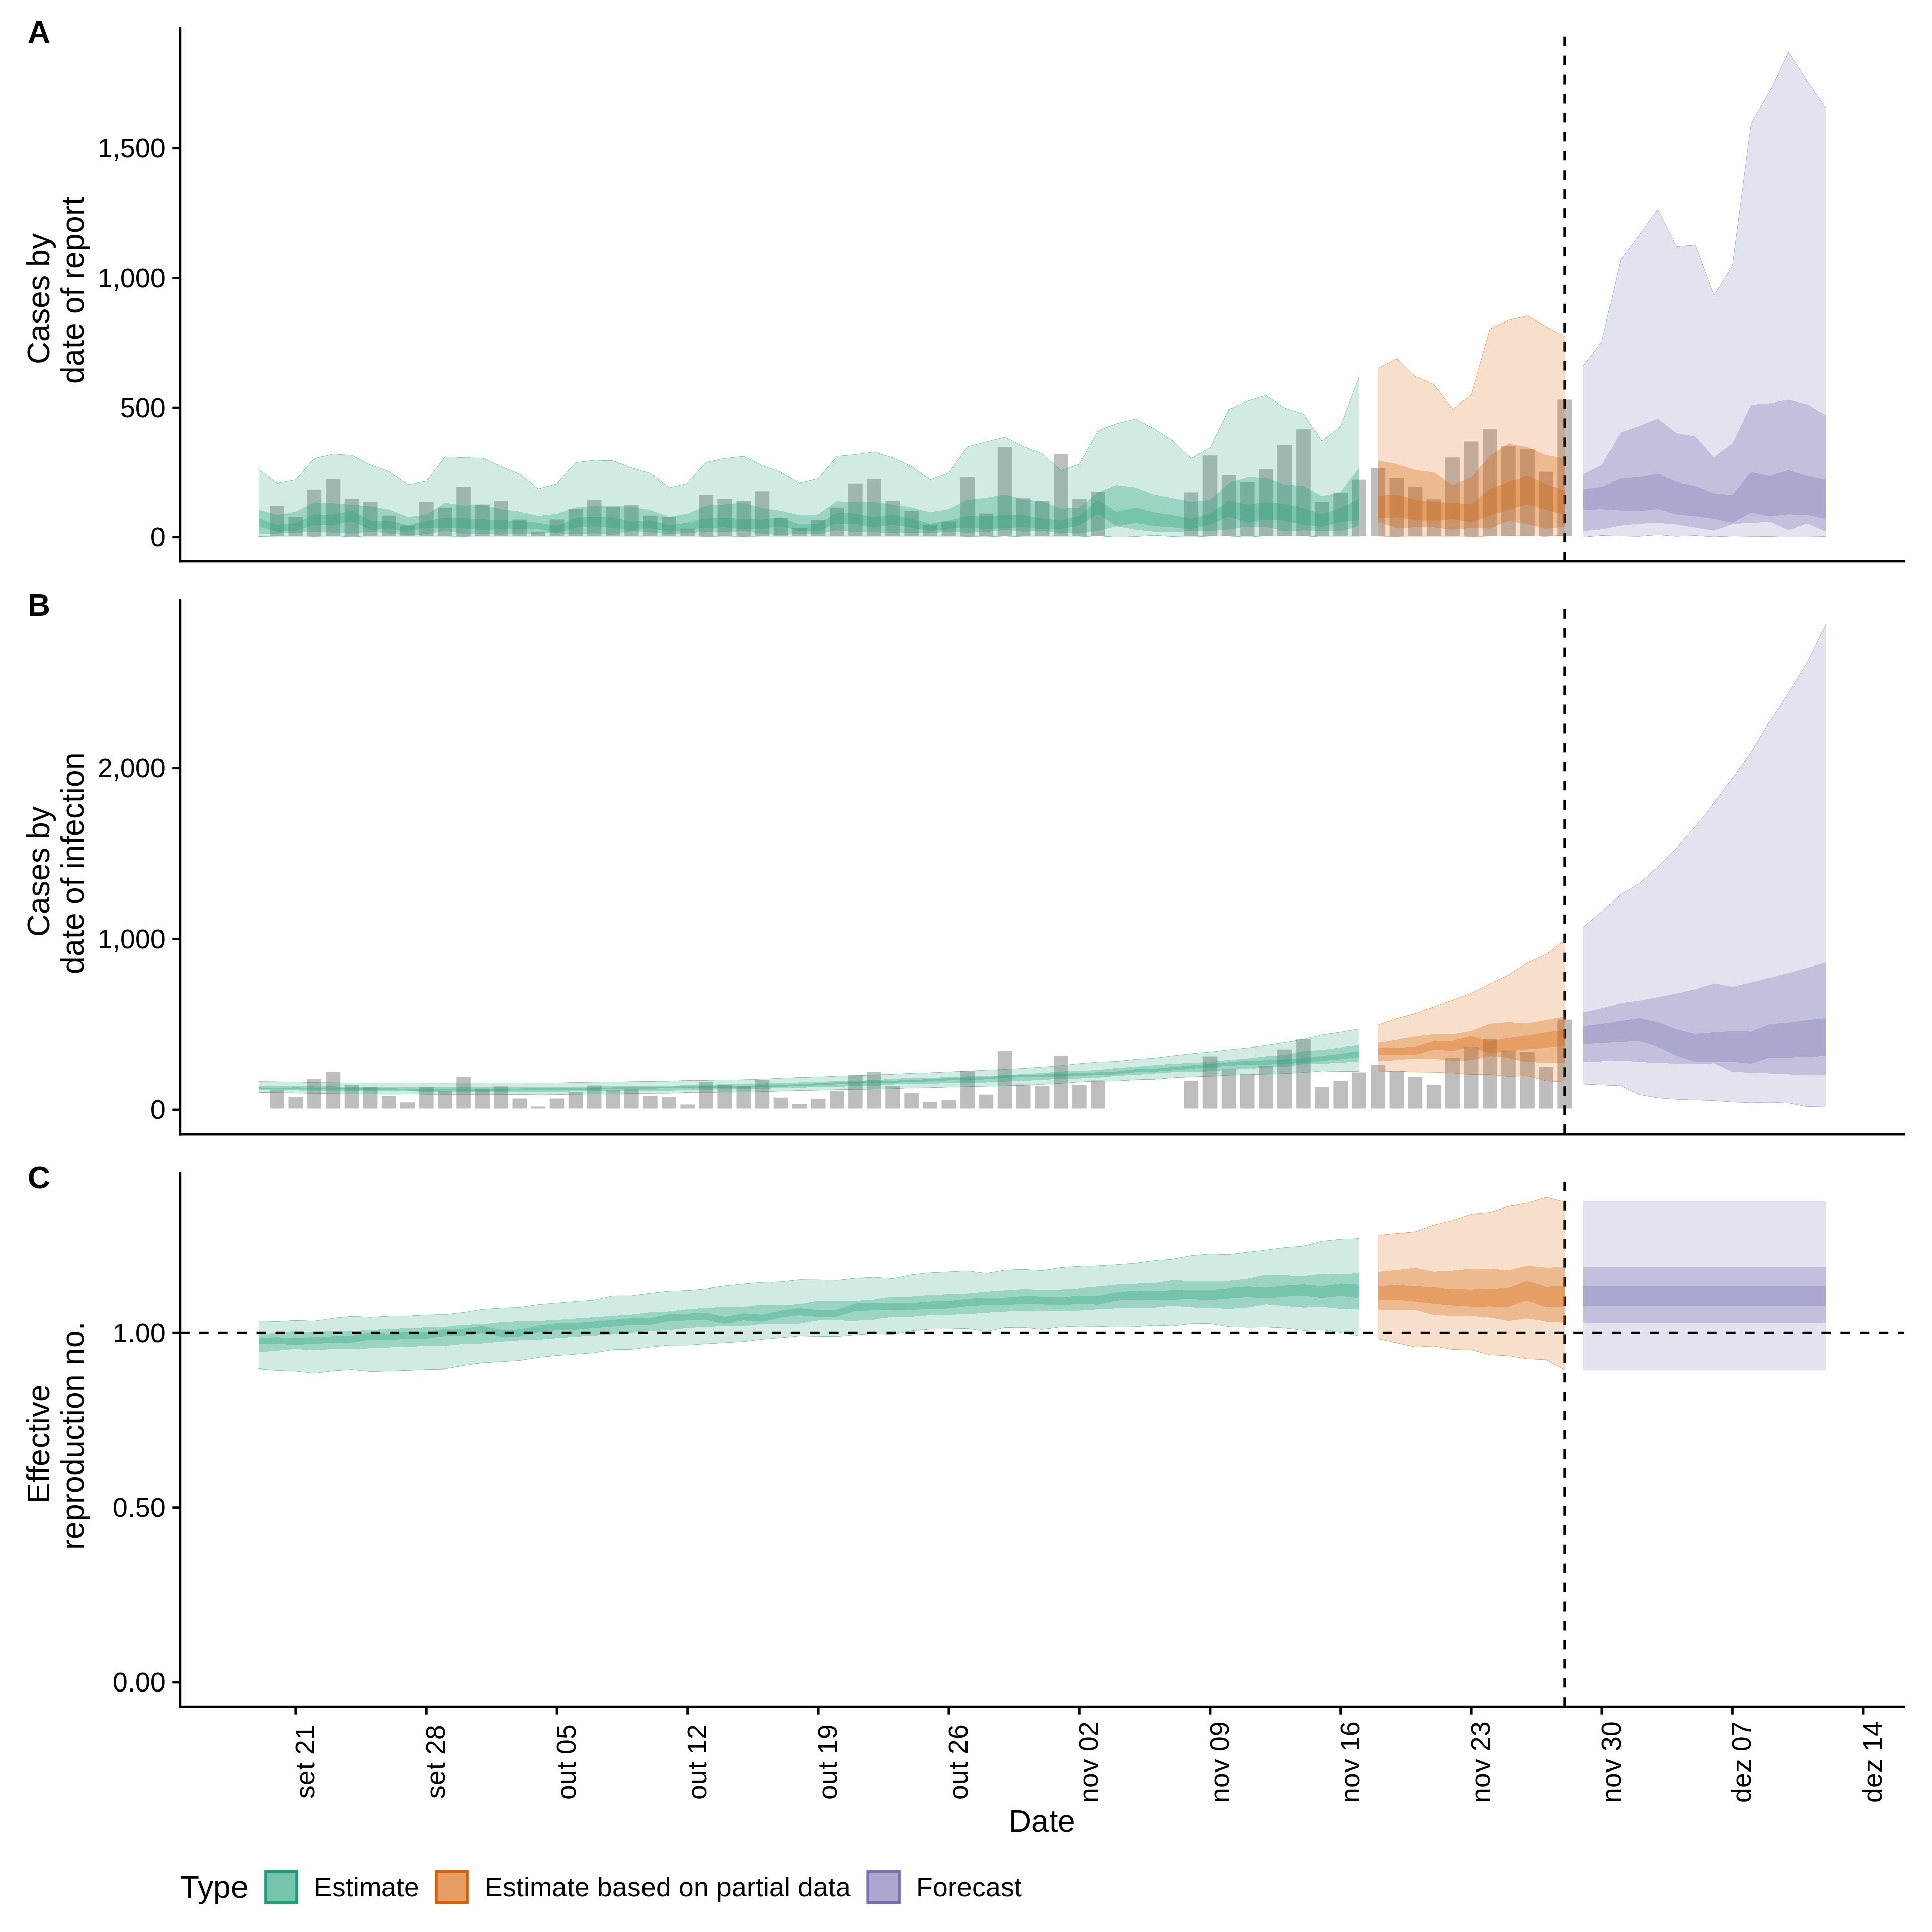 A
Cases by
date of report
1,500
1,000
500
0
B
Cases by
date of infection
2,000
1,000
0
C
Effective
reproduction no.
1.00
0.50
0.00
set 21
set 28
out 05
out 12
out 19
out 26
nov 02
nov 09
nov 16
nov 23
nov 30
dez 07
dez 14
Date
Type Estimate Estimate based on partial data Forecast